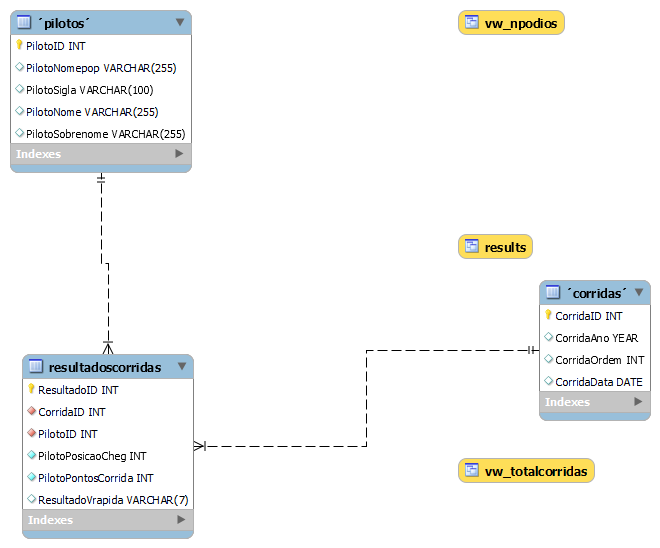 ´pilotos´
PilotoID INT
PilotoNomepop VARCHAR(255)
PilotoSigla VARCHAR(100)
PilotoNome VARCHAR(255)
PilotoSobrenome VARCHAR(255)
Indexes
vw_npodios
results
´corridas´
CorridaID INT
CorridaAno YEAR
CorridaOrdem INT
CorridaData DATE
Indexes
resultadoscorridas
ResultadoID INT
CorridaID INT
PilotoID INT
PilotoPosicaoCheg INT
PilotoPontosCorrida INT
ResultadoVrapida VARCHAR(7)
Indexes
vw_totalcorridas